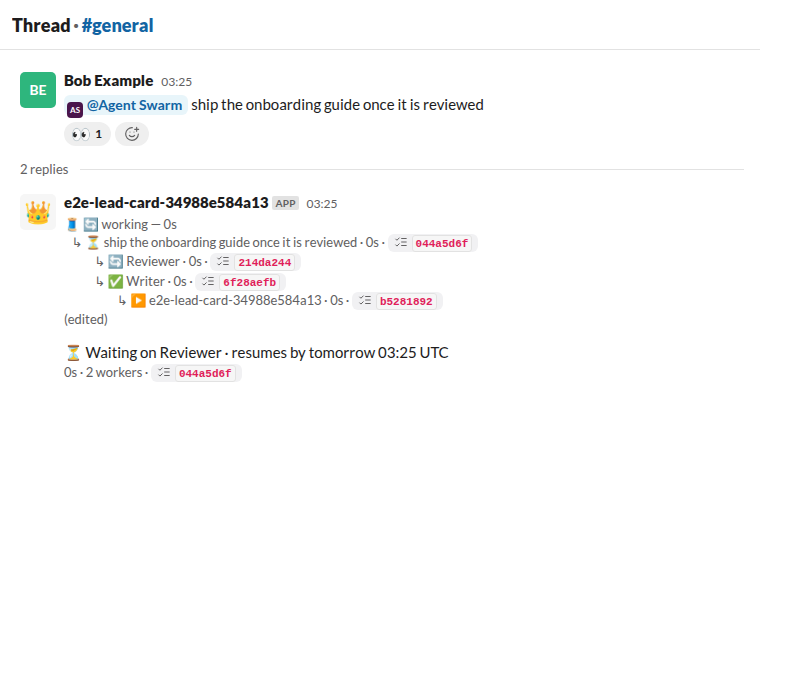 Thread · #general
BE
Bob Example 03:25
AS @Agent Swarm ship the onboarding guide once it is reviewed
👀 1
2 replies
e2e-lead-card-34988e584a13 APP 03:25
🧵 🔄 working — 0s
↳ ⏳ ship the onboarding guide once it is reviewed · 0s · 044a5d6f
↳ 🔄 Reviewer · 0s · 214da244
↳ ✅ Writer · 0s · 6f28aefb
↳ ▶️ e2e-lead-card-34988e584a13 · 0s · b5281892
(edited)
⏳ Waiting on Reviewer · resumes by tomorrow 03:25 UTC
0s · 2 workers · 044a5d6f